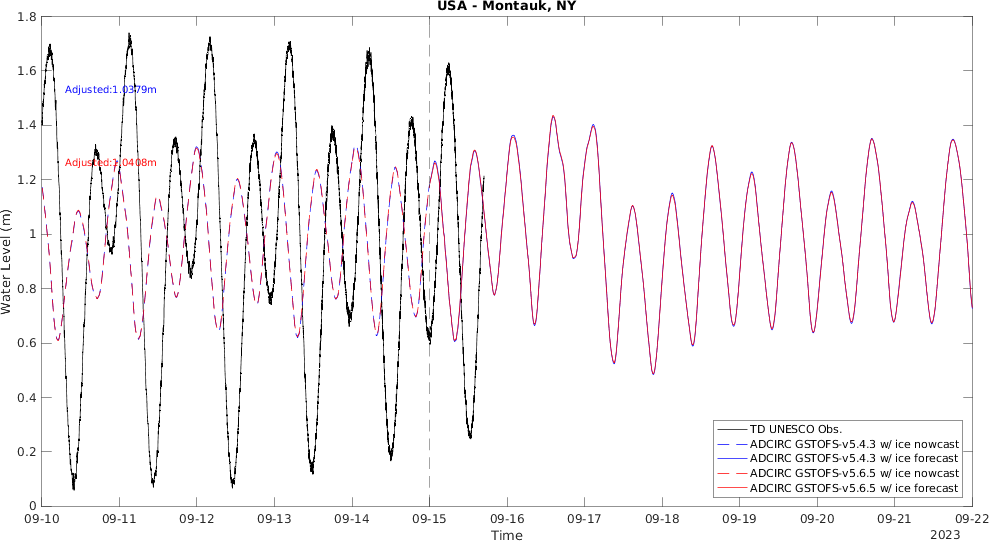 USA - Montauk, NY
1.8
1.6
1.4
1.2
1
0.8
0.6
0.4
0.2
0
Water Level (m)
Adjusted:1.0379m
Adjusted:1.0408m
TD UNESCO Obs.
ADCIRC GSTOFS-v5.4.3 w/ ice nowcast
ADCIRC GSTOFS-v5.4.3 w/ ice forecast
ADCIRC GSTOFS-v5.6.5 w/ ice nowcast
ADCIRC GSTOFS-v5.6.5 w/ ice forecast
09-10 09-11 09-12 09-13 09-14 09-15 09-16 09-17 09-18 09-19 09-20 09-21 09-22
Time
2023